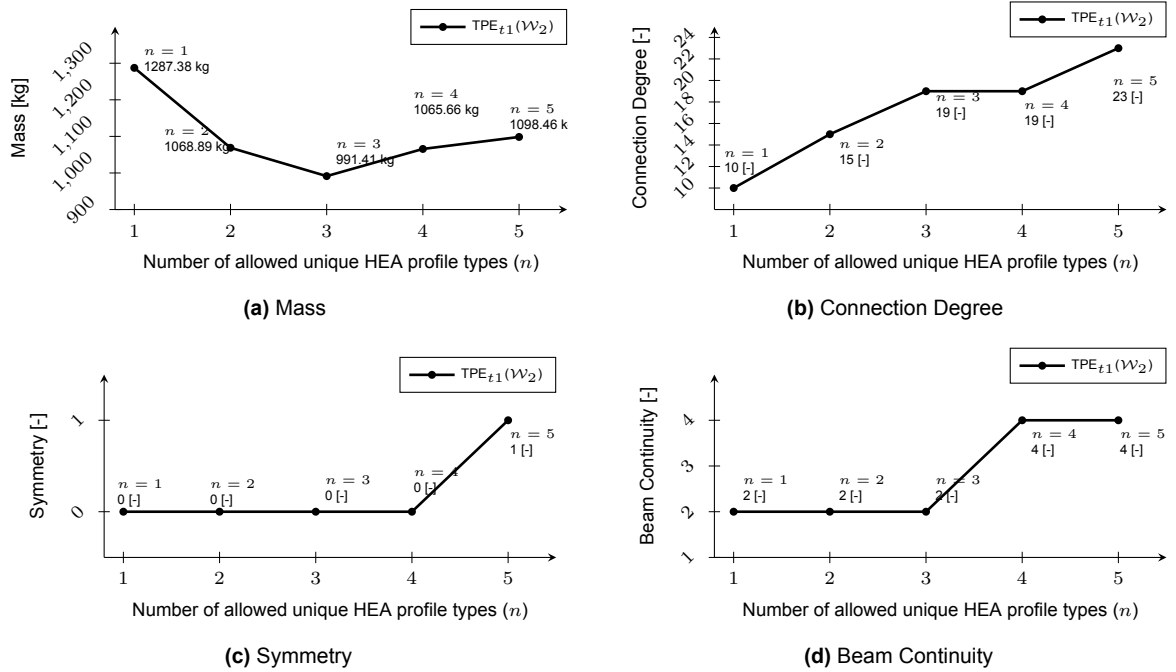 TPE_{t1}(𝒲_2)
Mass [kg]
1,300
1,200
1,100
1,000
900
n = 1
1287.38 kg
n = 2
1068.89 kg
n = 3
991.41 kg
n = 4
1065.66 kg
n = 5
1098.46 k
1 2 3 4 5
Number of allowed unique HEA profile types (n)
(a) Mass
TPE_{t1}(𝒲_2)
Connection Degree [-]
24
22
20
18
16
14
12
10
n = 1
10 [-]
n = 2
15 [-]
n = 3
19 [-]
n = 4
19 [-]
n = 5
23 [-]
1 2 3 4 5
Number of allowed unique HEA profile types (n)
(b) Connection Degree
TPE_{t1}(𝒲_2)
Symmetry [-]
1
0
n = 1
0 [-]
n = 2
0 [-]
n = 3
0 [-]
n = 4
0 [-]
n = 5
1 [-]
1 2 3 4 5
Number of allowed unique HEA profile types (n)
(c) Symmetry
TPE_{t1}(𝒲_2)
Beam Continuity [-]
4
3
2
1
n = 1
2 [-]
n = 2
2 [-]
n = 3
2 [-]
n = 4
4 [-]
n = 5
4 [-]
1 2 3 4 5
Number of allowed unique HEA profile types (n)
(d) Beam Continuity